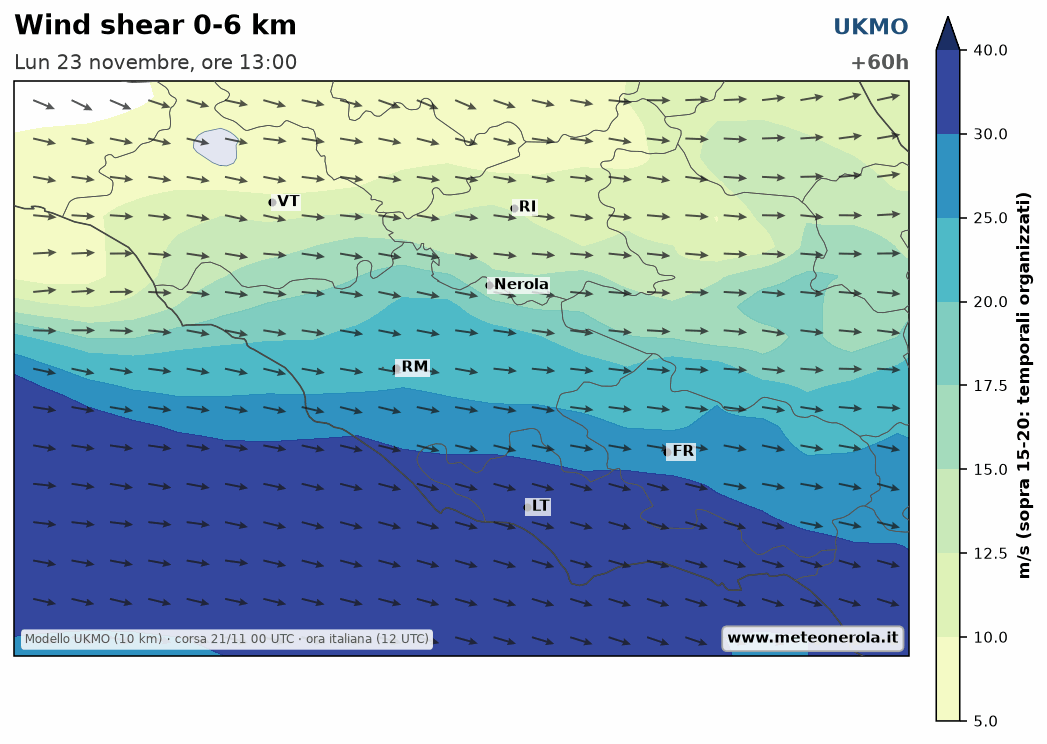 Wind shear 0-6 km
UKMO
Lun 23 novembre, ore 13:00
+60h
VT
RI
Nerola
RM
FR
LT
Modello UKMO (10 km) · corsa 21/11 00 UTC · ora italiana (12 UTC)
www.meteonerola.it
40.0
30.0
25.0
20.0
17.5
15.0
12.5
10.0
5.0
m/s (sopra 15-20: temporali organizzati)